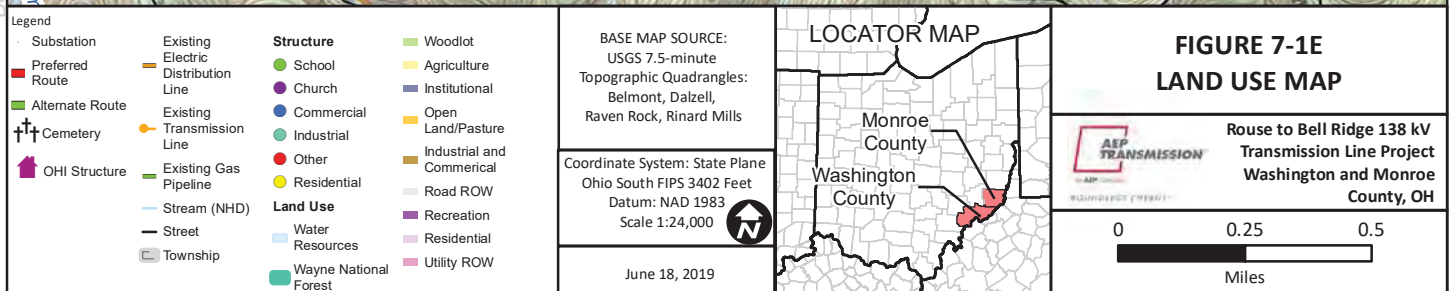 Legend
Substation
Preferred
Route
Alternate Route
Cemetery
OHI Structure
Existing
Electric
Distribution
Line
Existing
Transmission
Line
Existing Gas
Pipeline
Stream (NHD)
Street
Township
Structure
School
Church
Commercial
Industrial
Other
Residential
Land Use
Water
Resources
Wayne National
Forest
Woodlot
Agriculture
Institutional
Open
Land/Pasture
Industrial and
Commerical
Road ROW
Recreation
Residential
Utility ROW
BASE MAP SOURCE:
USGS 7.5-minute
Topographic Quadrangles:
Belmont, Dalzell,
Raven Rock, Rinard Mills
Coordinate System: State Plane
Ohio South FIPS 3402 Feet
Datum: NAD 1983
Scale 1:24,000
N
June 18, 2019
LOCATOR MAP
Monroe
County
Washington
County
FIGURE 7-1E
LAND USE MAP
AEP
TRANSMISSION
Rouse to Bell Ridge 138 kV
Transmission Line Project
Washington and Monroe
County, OH
0 0.25 0.5
Miles